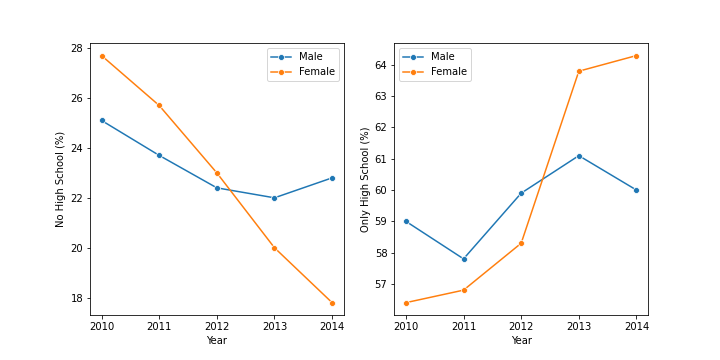 No High School (%)
28
26
24
22
20
18
Male
Female
2010 2011 2012 2013 2014
Year
Only High School (%)
64
63
62
61
60
59
58
57
Male
Female
2010 2011 2012 2013 2014
Year